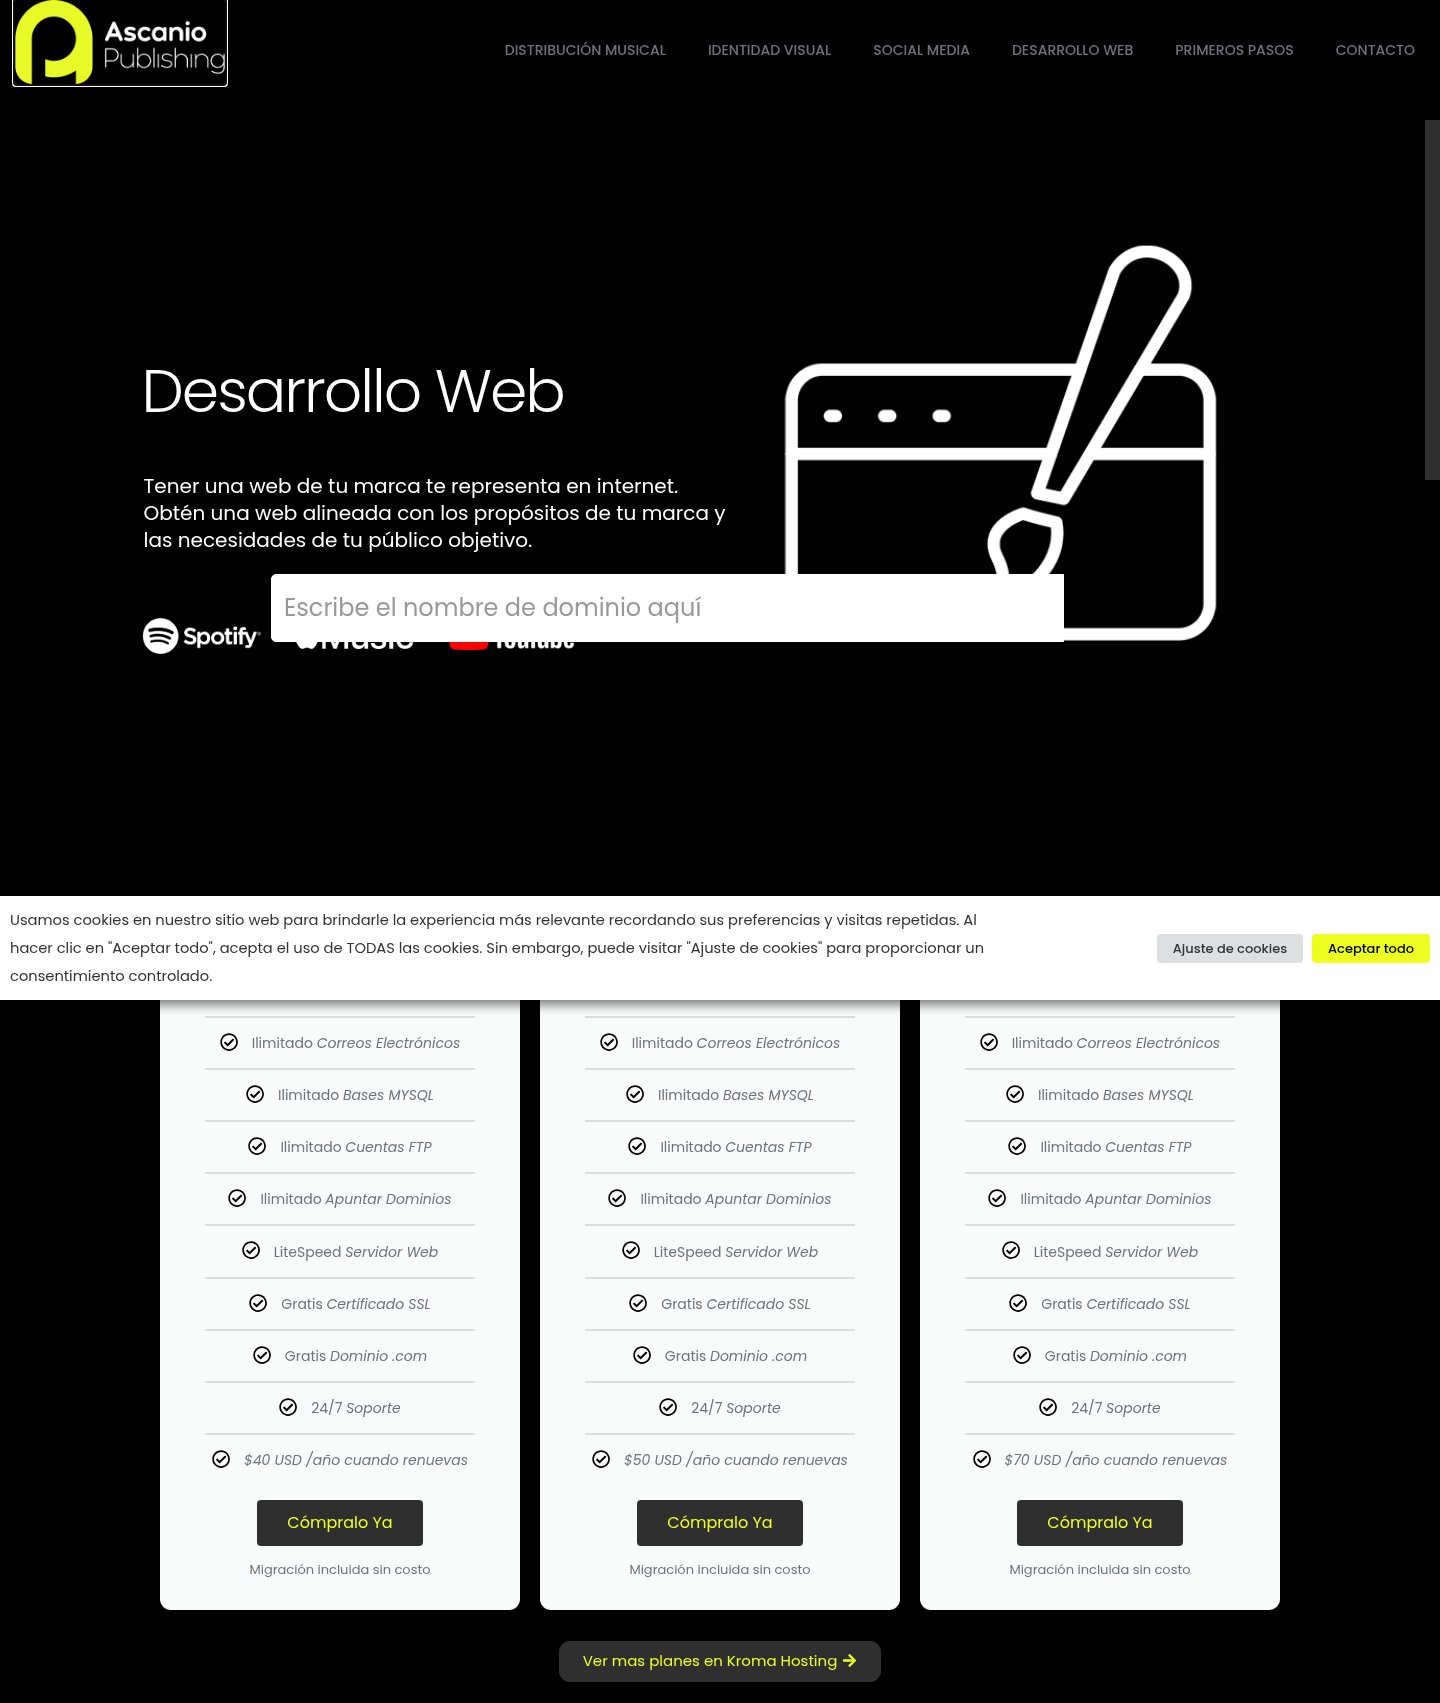 Ascanio
Publishing
DISTRIBUCIÓN MUSICAL IDENTIDAD VISUAL SOCIAL MEDIA DESARROLLO WEB PRIMEROS PASOS CONTACTO
Desarrollo Web
Tener una web de tu marca te representa en internet.
Obtén una web alineada con los propósitos de tu marca y
las necesidades de tu público objetivo.
Escribe el nombre de dominio aquí
Spotify Music YouTube
Usamos cookies en nuestro sitio web para brindarle la experiencia más relevante recordando sus preferencias y visitas repetidas. Al
hacer clic en "Aceptar todo", acepta el uso de TODAS las cookies. Sin embargo, puede visitar "Ajuste de cookies" para proporcionar un
consentimiento controlado.
Ajuste de cookies Aceptar todo
Ilimitado Correos Electrónicos
Ilimitado Bases MYSQL
Ilimitado Cuentas FTP
Ilimitado Apuntar Dominios
LiteSpeed Servidor Web
Gratis Certificado SSL
Gratis Dominio .com
24/7 Soporte
$40 USD /año cuando renuevas
Cómpralo Ya
Migración incluida sin costo
Ilimitado Correos Electrónicos
Ilimitado Bases MYSQL
Ilimitado Cuentas FTP
Ilimitado Apuntar Dominios
LiteSpeed Servidor Web
Gratis Certificado SSL
Gratis Dominio .com
24/7 Soporte
$50 USD /año cuando renuevas
Cómpralo Ya
Migración incluida sin costo
Ilimitado Correos Electrónicos
Ilimitado Bases MYSQL
Ilimitado Cuentas FTP
Ilimitado Apuntar Dominios
LiteSpeed Servidor Web
Gratis Certificado SSL
Gratis Dominio .com
24/7 Soporte
$70 USD /año cuando renuevas
Cómpralo Ya
Migración incluida sin costo
Ver mas planes en Kroma Hosting